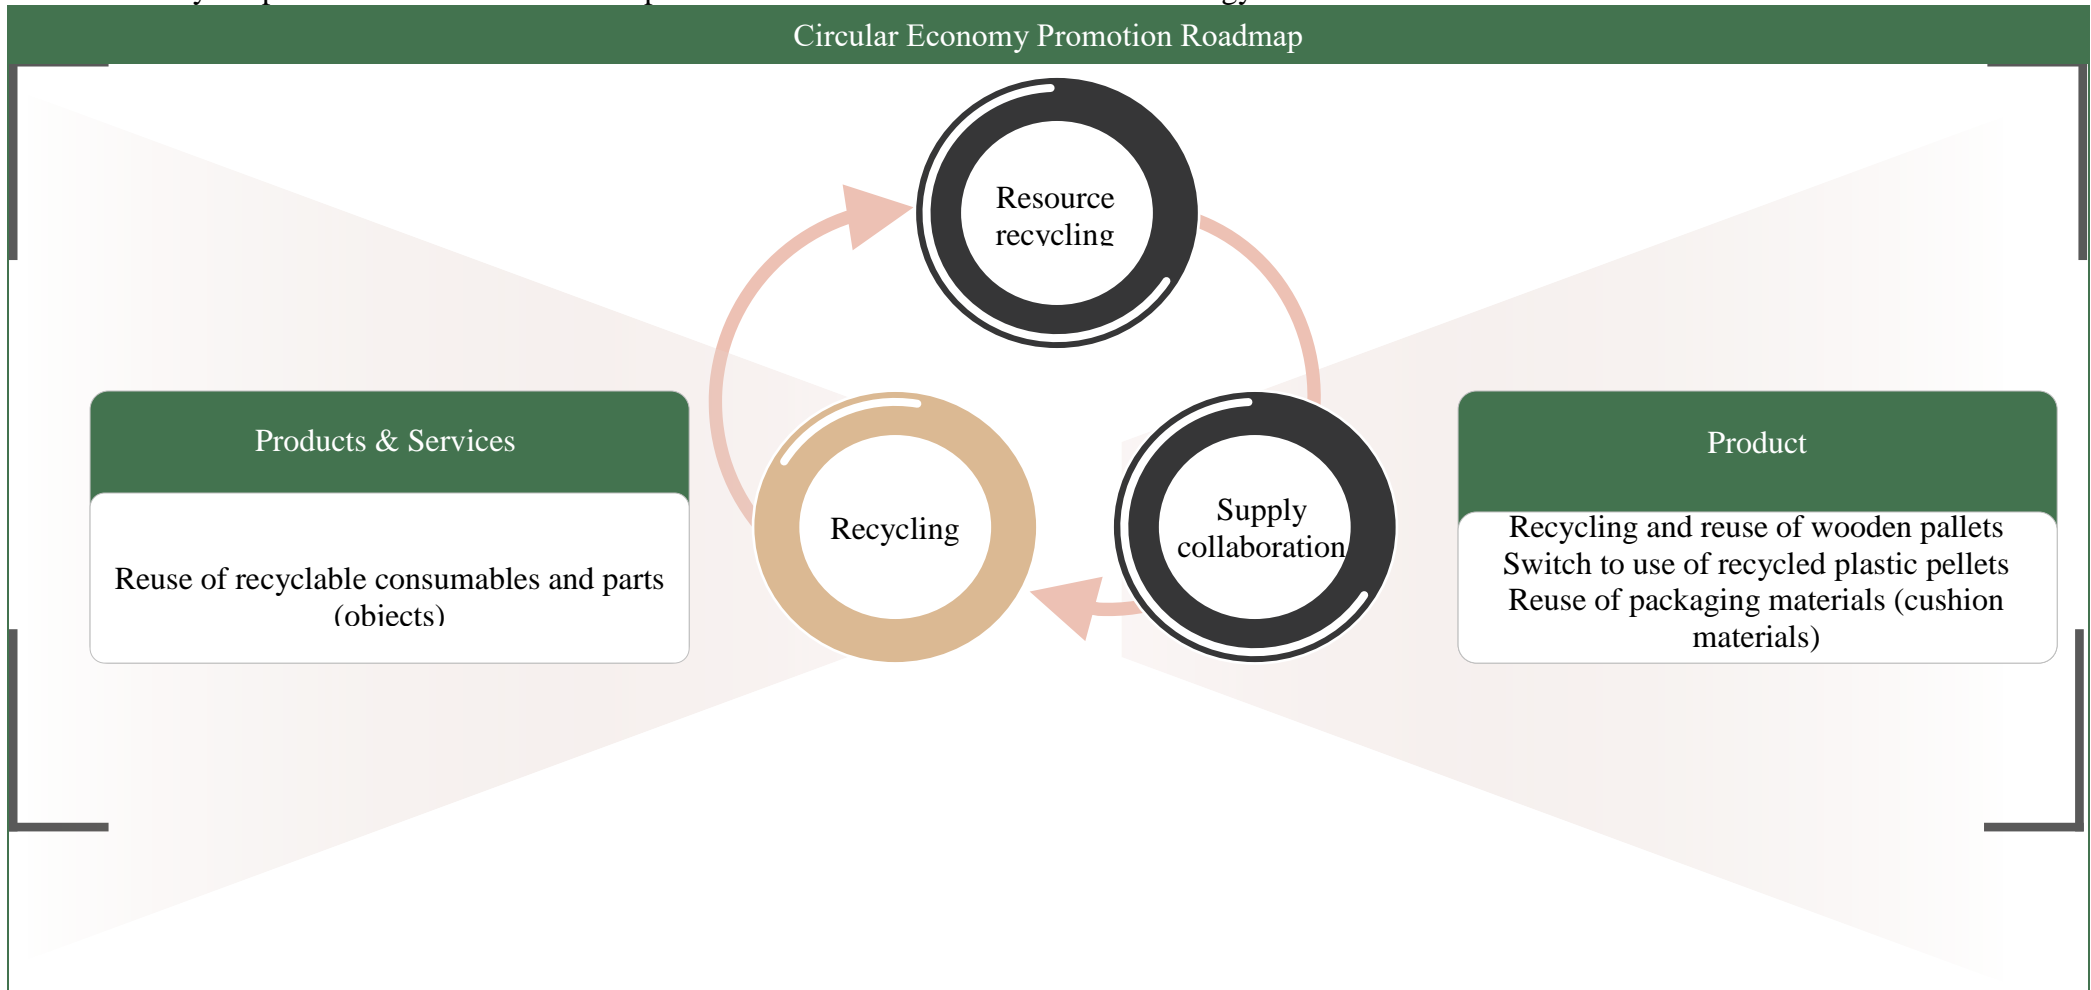 Circular Economy Promotion Roadmap
Resource
recycling
Products & Services
Reuse of recyclable consumables and parts
(objects)
Recycling
Supply
collaboration
Product
Recycling and reuse of wooden pallets
Switch to use of recycled plastic pellets
Reuse of packaging materials (cushion
materials)